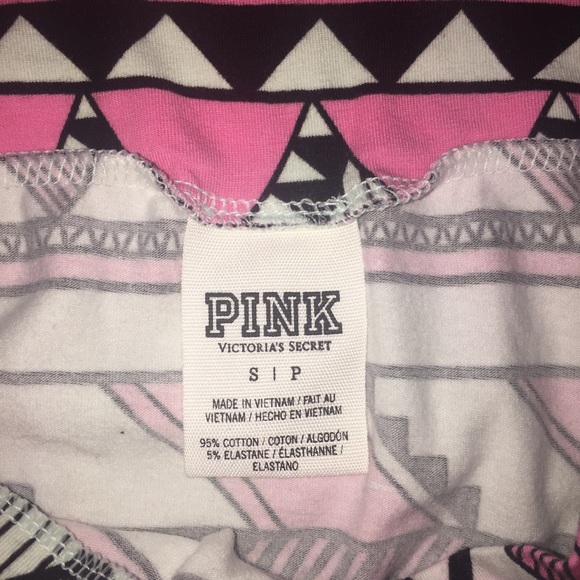 PINK
VICTORIA'S SECRET
S | P
MADE IN VIETNAM / FAIT AU
VIETNAM / HECHO EN VIETNAM
95% COTTON / COTON / ALGODÓN
5% ELASTANE / ÉLASTHANNE /
ELASTANO